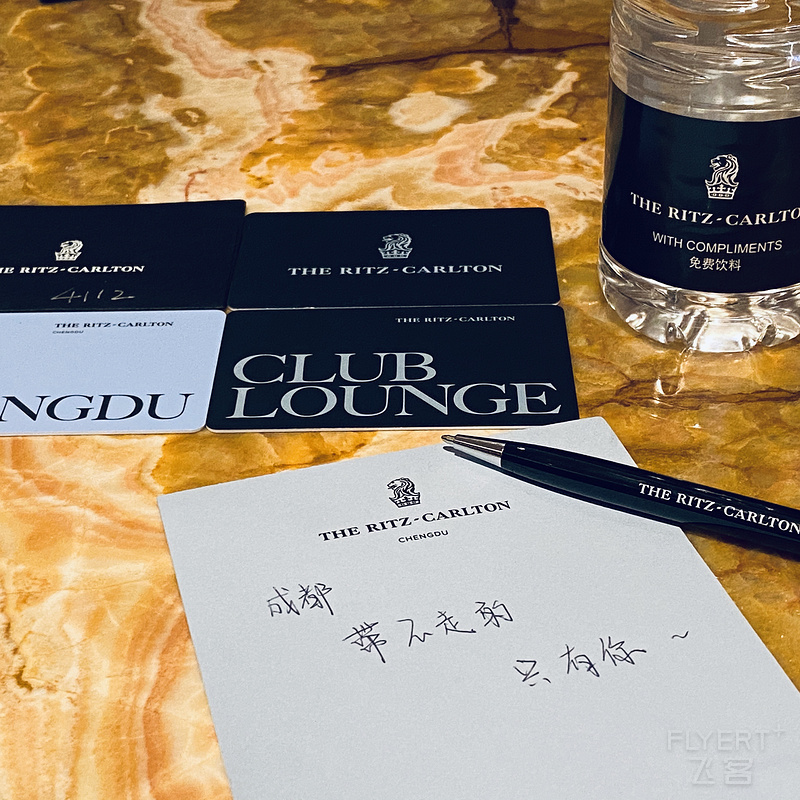 THE RITZ-CARLTON
WITH COMPLIMENTS
免费饮料
THE RITZ-CARLTON
4112
THE RITZ-CARLTON
THE RITZ-CARLTON
CHENGDU
NGDU
THE RITZ-CARLTON
CLUB
LOUNGE
THE RITZ-CARLTON
THE RITZ-CARLTON
CHENGDU
成都
带不走的
只有你~
FLYERT+
飞客